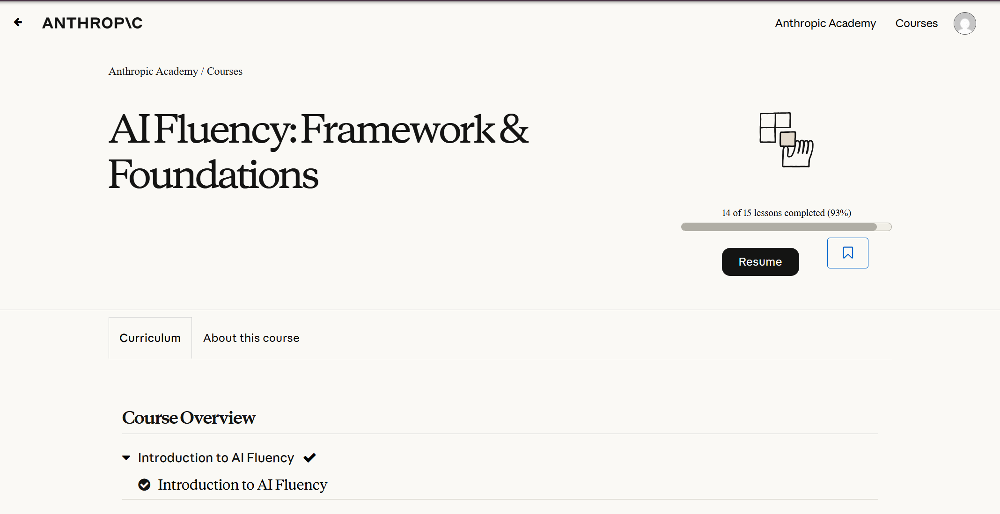 ANTHROP\C
Anthropic Academy
Courses
Anthropic Academy / Courses
AI Fluency: Framework &
Foundations
14 of 15 lessons completed (93%)
Resume
Curriculum
About this course
Course Overview
Introduction to AI Fluency
Introduction to AI Fluency